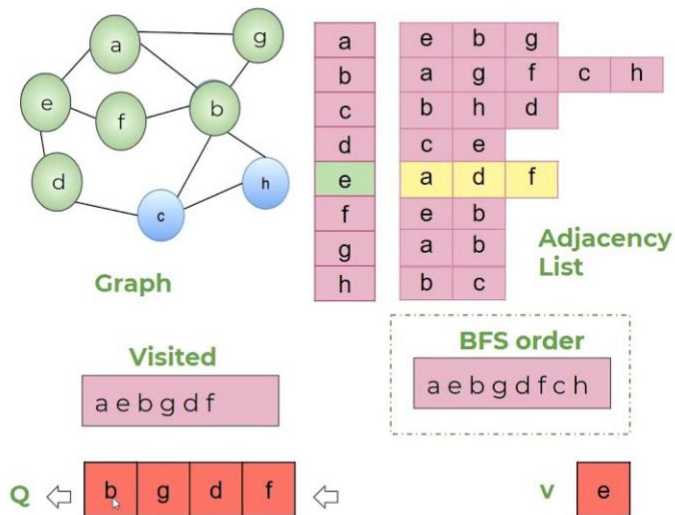 a
g
e
f
b
d
c
h
Graph
a e b g
b a g f c h
c b h d
d c e
e a d f
f e b
g a b
h b c
Adjacency
List
Visited
a e b g d f
BFS order
a e b g d f c h
Q b g d f
v e